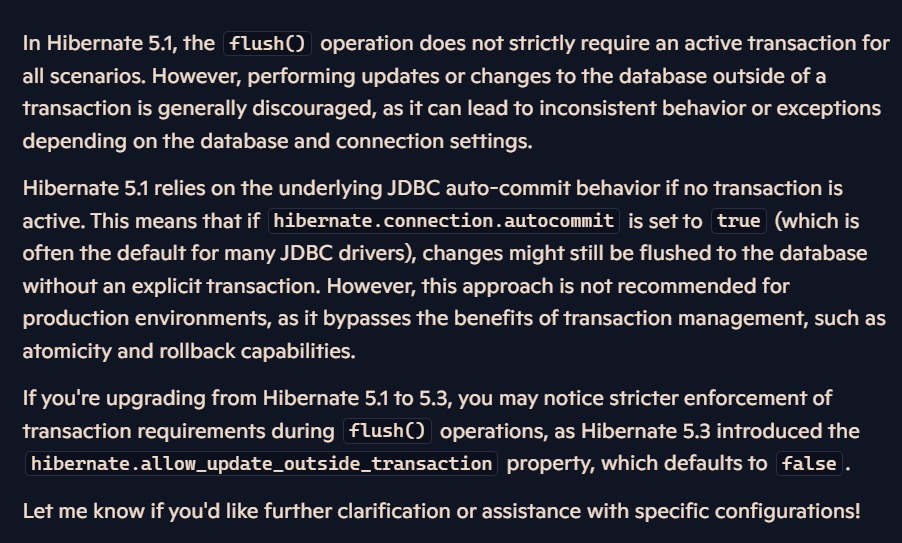 In Hibernate 5.1, the flush() operation does not strictly require an active transaction for
all scenarios. However, performing updates or changes to the database outside of a
transaction is generally discouraged, as it can lead to inconsistent behavior or exceptions
depending on the database and connection settings.
Hibernate 5.1 relies on the underlying JDBC auto-commit behavior if no transaction is
active. This means that if hibernate.connection.autocommit is set to true (which is
often the default for many JDBC drivers), changes might still be flushed to the database
without an explicit transaction. However, this approach is not recommended for
production environments, as it bypasses the benefits of transaction management, such as
atomicity and rollback capabilities.
If you're upgrading from Hibernate 5.1 to 5.3, you may notice stricter enforcement of
transaction requirements during flush() operations, as Hibernate 5.3 introduced the
hibernate.allow_update_outside_transaction property, which defaults to false.
Let me know if you'd like further clarification or assistance with specific configurations!